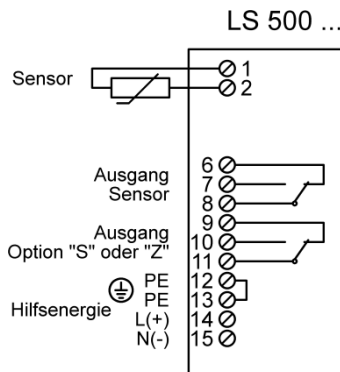 LS 500 ...
Sensor
1
2
Ausgang
Sensor
6
7
8
Ausgang
Option "S" oder "Z"
9
10
11
Hilfsenergie
PE 12
PE 13
L(+) 14
N(-) 15